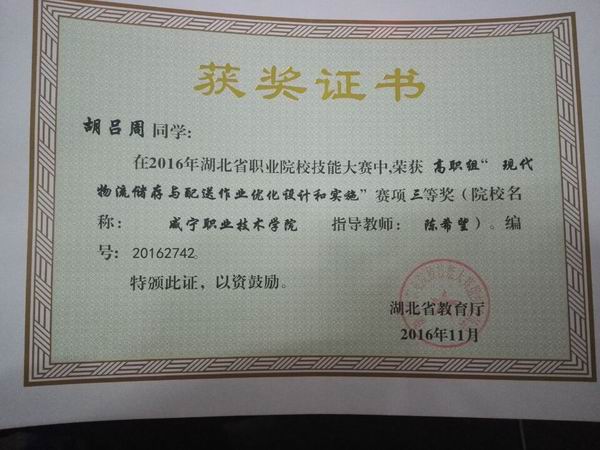 获奖证书
胡吕周同学：
在2016年湖北省职业院校技能大赛中，荣获 高职组“ 现代
物流储存与配送作业优化设计和实施”赛项三等奖（院校名
称： 咸宁职业技术学院 指导教师： 陈希望）。编
号：20162742。
特颁此证，以资鼓励。
湖北省教育厅
2016年11月